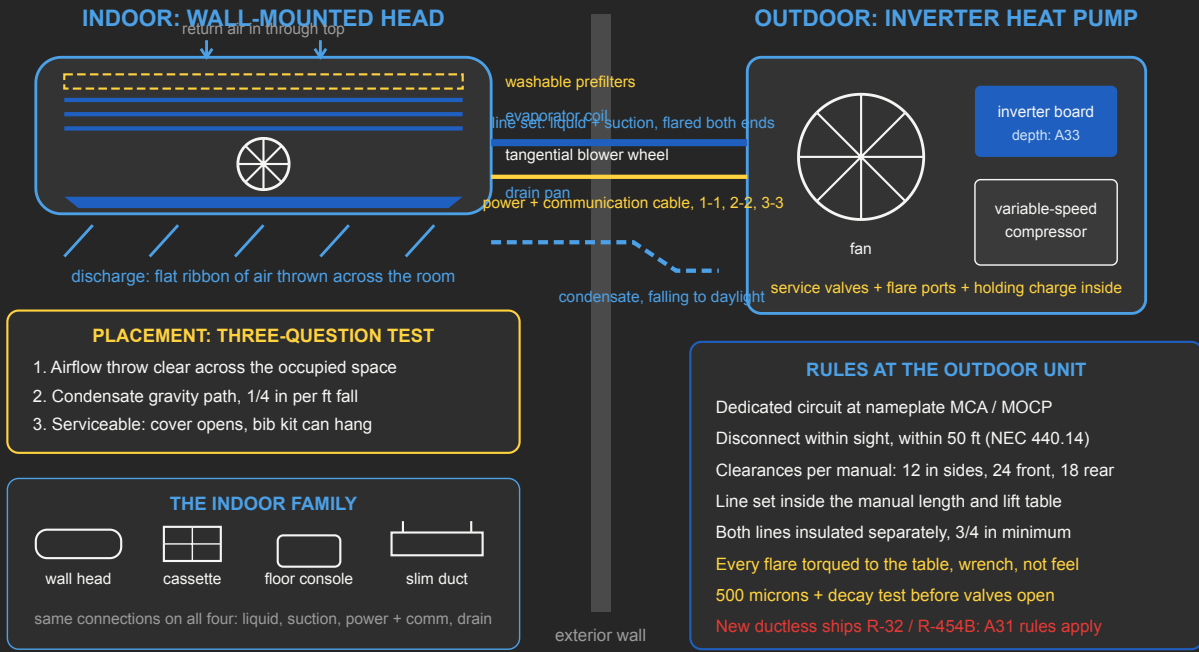 INDOOR: WALL-MOUNTED HEAD
return air in through top
washable prefilters
evaporator coil
line set: liquid + suction, flared both ends
tangential blower wheel
drain pan
power + communication cable, 1-1, 2-2, 3-3
discharge: flat ribbon of air thrown across the room
condensate, falling to daylight
OUTDOOR: INVERTER HEAT PUMP
inverter board
depth: A33
variable-speed
compressor
fan
service valves + flare ports + holding charge inside
PLACEMENT: THREE-QUESTION TEST
1. Airflow throw clear across the occupied space
2. Condensate gravity path, 1/4 in per ft fall
3. Serviceable: cover opens, bib kit can hang
THE INDOOR FAMILY
wall head
cassette
floor console
slim duct
same connections on all four: liquid, suction, power + comm, drain
exterior wall
RULES AT THE OUTDOOR UNIT
Dedicated circuit at nameplate MCA / MOCP
Disconnect within sight, within 50 ft (NEC 440.14)
Clearances per manual: 12 in sides, 24 front, 18 rear
Line set inside the manual length and lift table
Both lines insulated separately, 3/4 in minimum
Every flare torqued to the table, wrench, not feel
500 microns + decay test before valves open
New ductless ships R-32 / R-454B: A31 rules apply